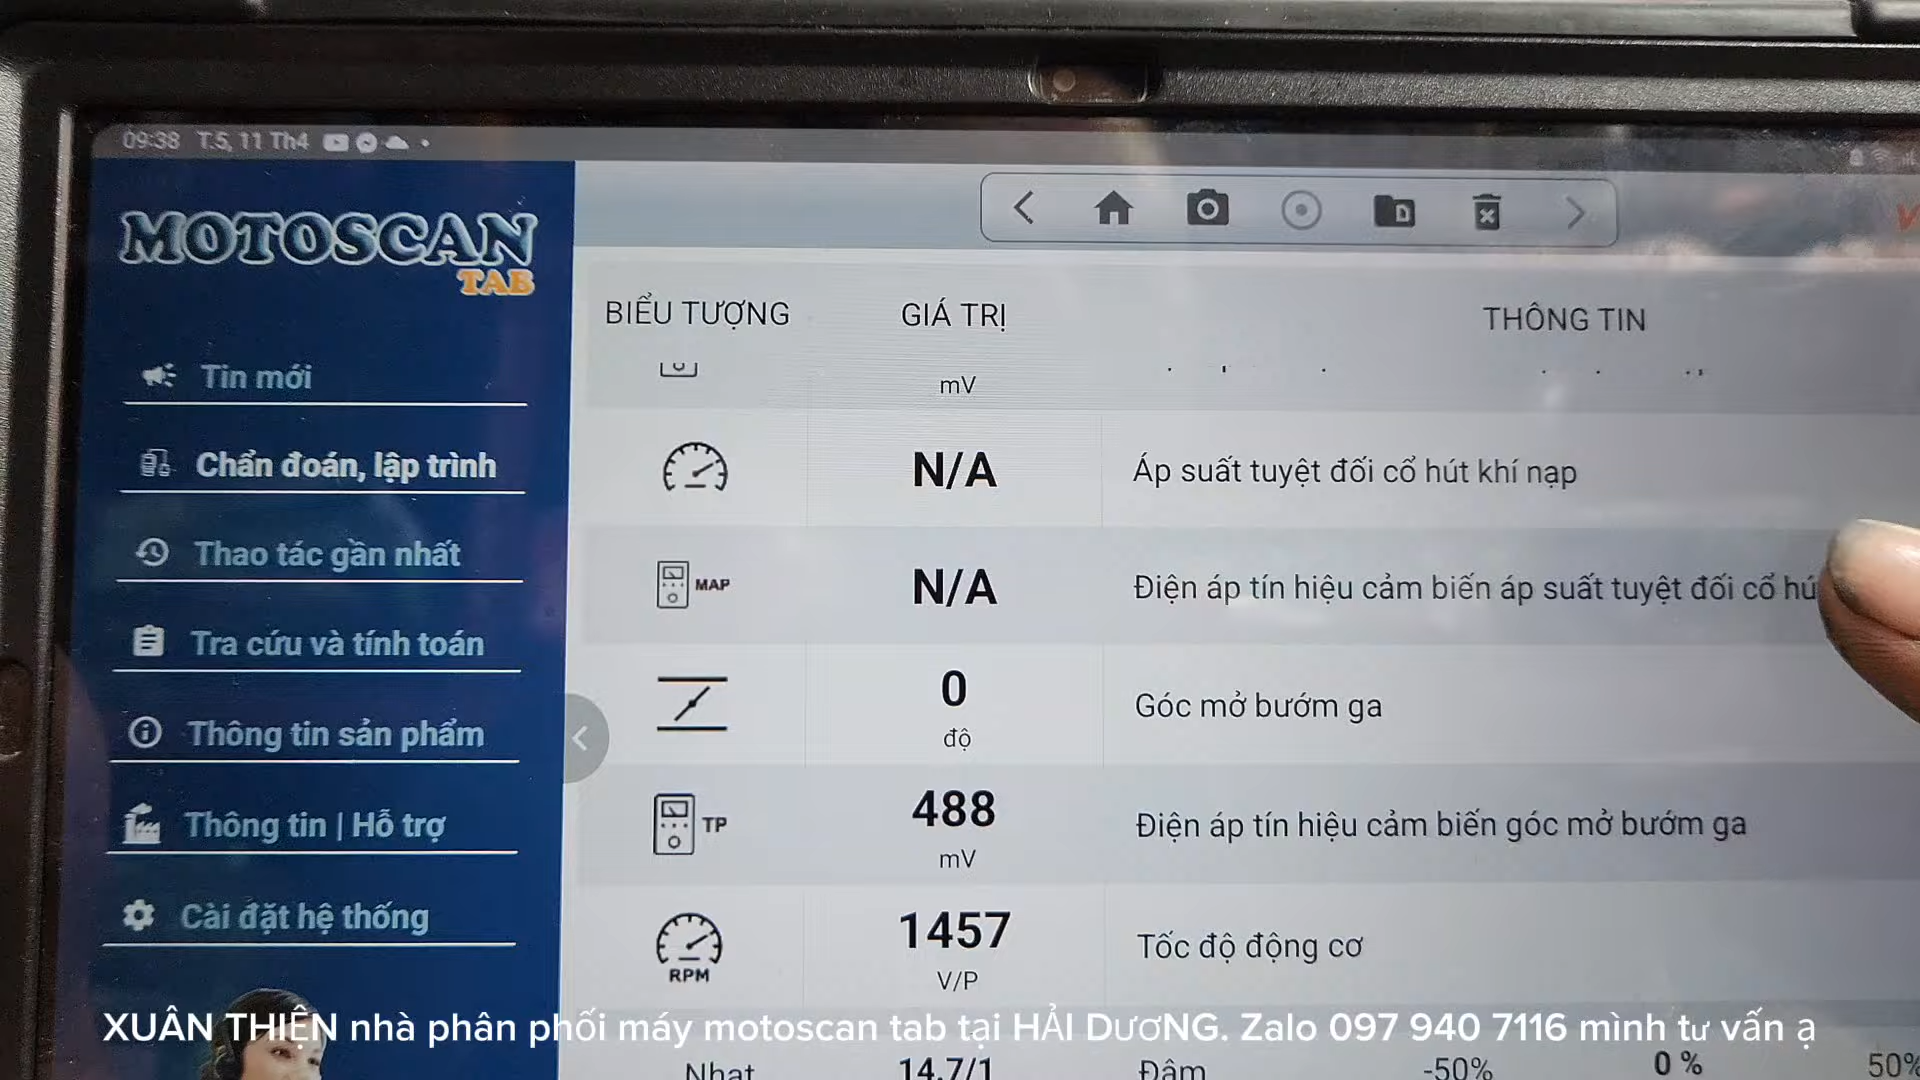 09:38 T.5, 11 Th4
MOTOSCAN
TAB
Tin mới
Chẩn đoán, lập trình
Thao tác gần nhất
Tra cứu và tính toán
Thông tin sản phẩm
Thông tin | Hỗ trợ
Cài đặt hệ thống
BIỂU TƯỢNG GIÁ TRỊ THÔNG TIN
mV
N/A Áp suất tuyệt đối cổ hút khí nạp
MAP N/A Điện áp tín hiệu cảm biến áp suất tuyệt đối cổ hú
0 độ Góc mở bướm ga
TP 488 mV Điện áp tín hiệu cảm biến góc mở bướm ga
RPM 1457 V/P Tốc độ động cơ
Nhạt 14.7/1 Đậm -50% 0 % 50%
XUÂN THIỆN nhà phân phối máy motoscan tab tại HẢI DƯƠNG. Zalo 097 940 7116 mình tư vấn ạ